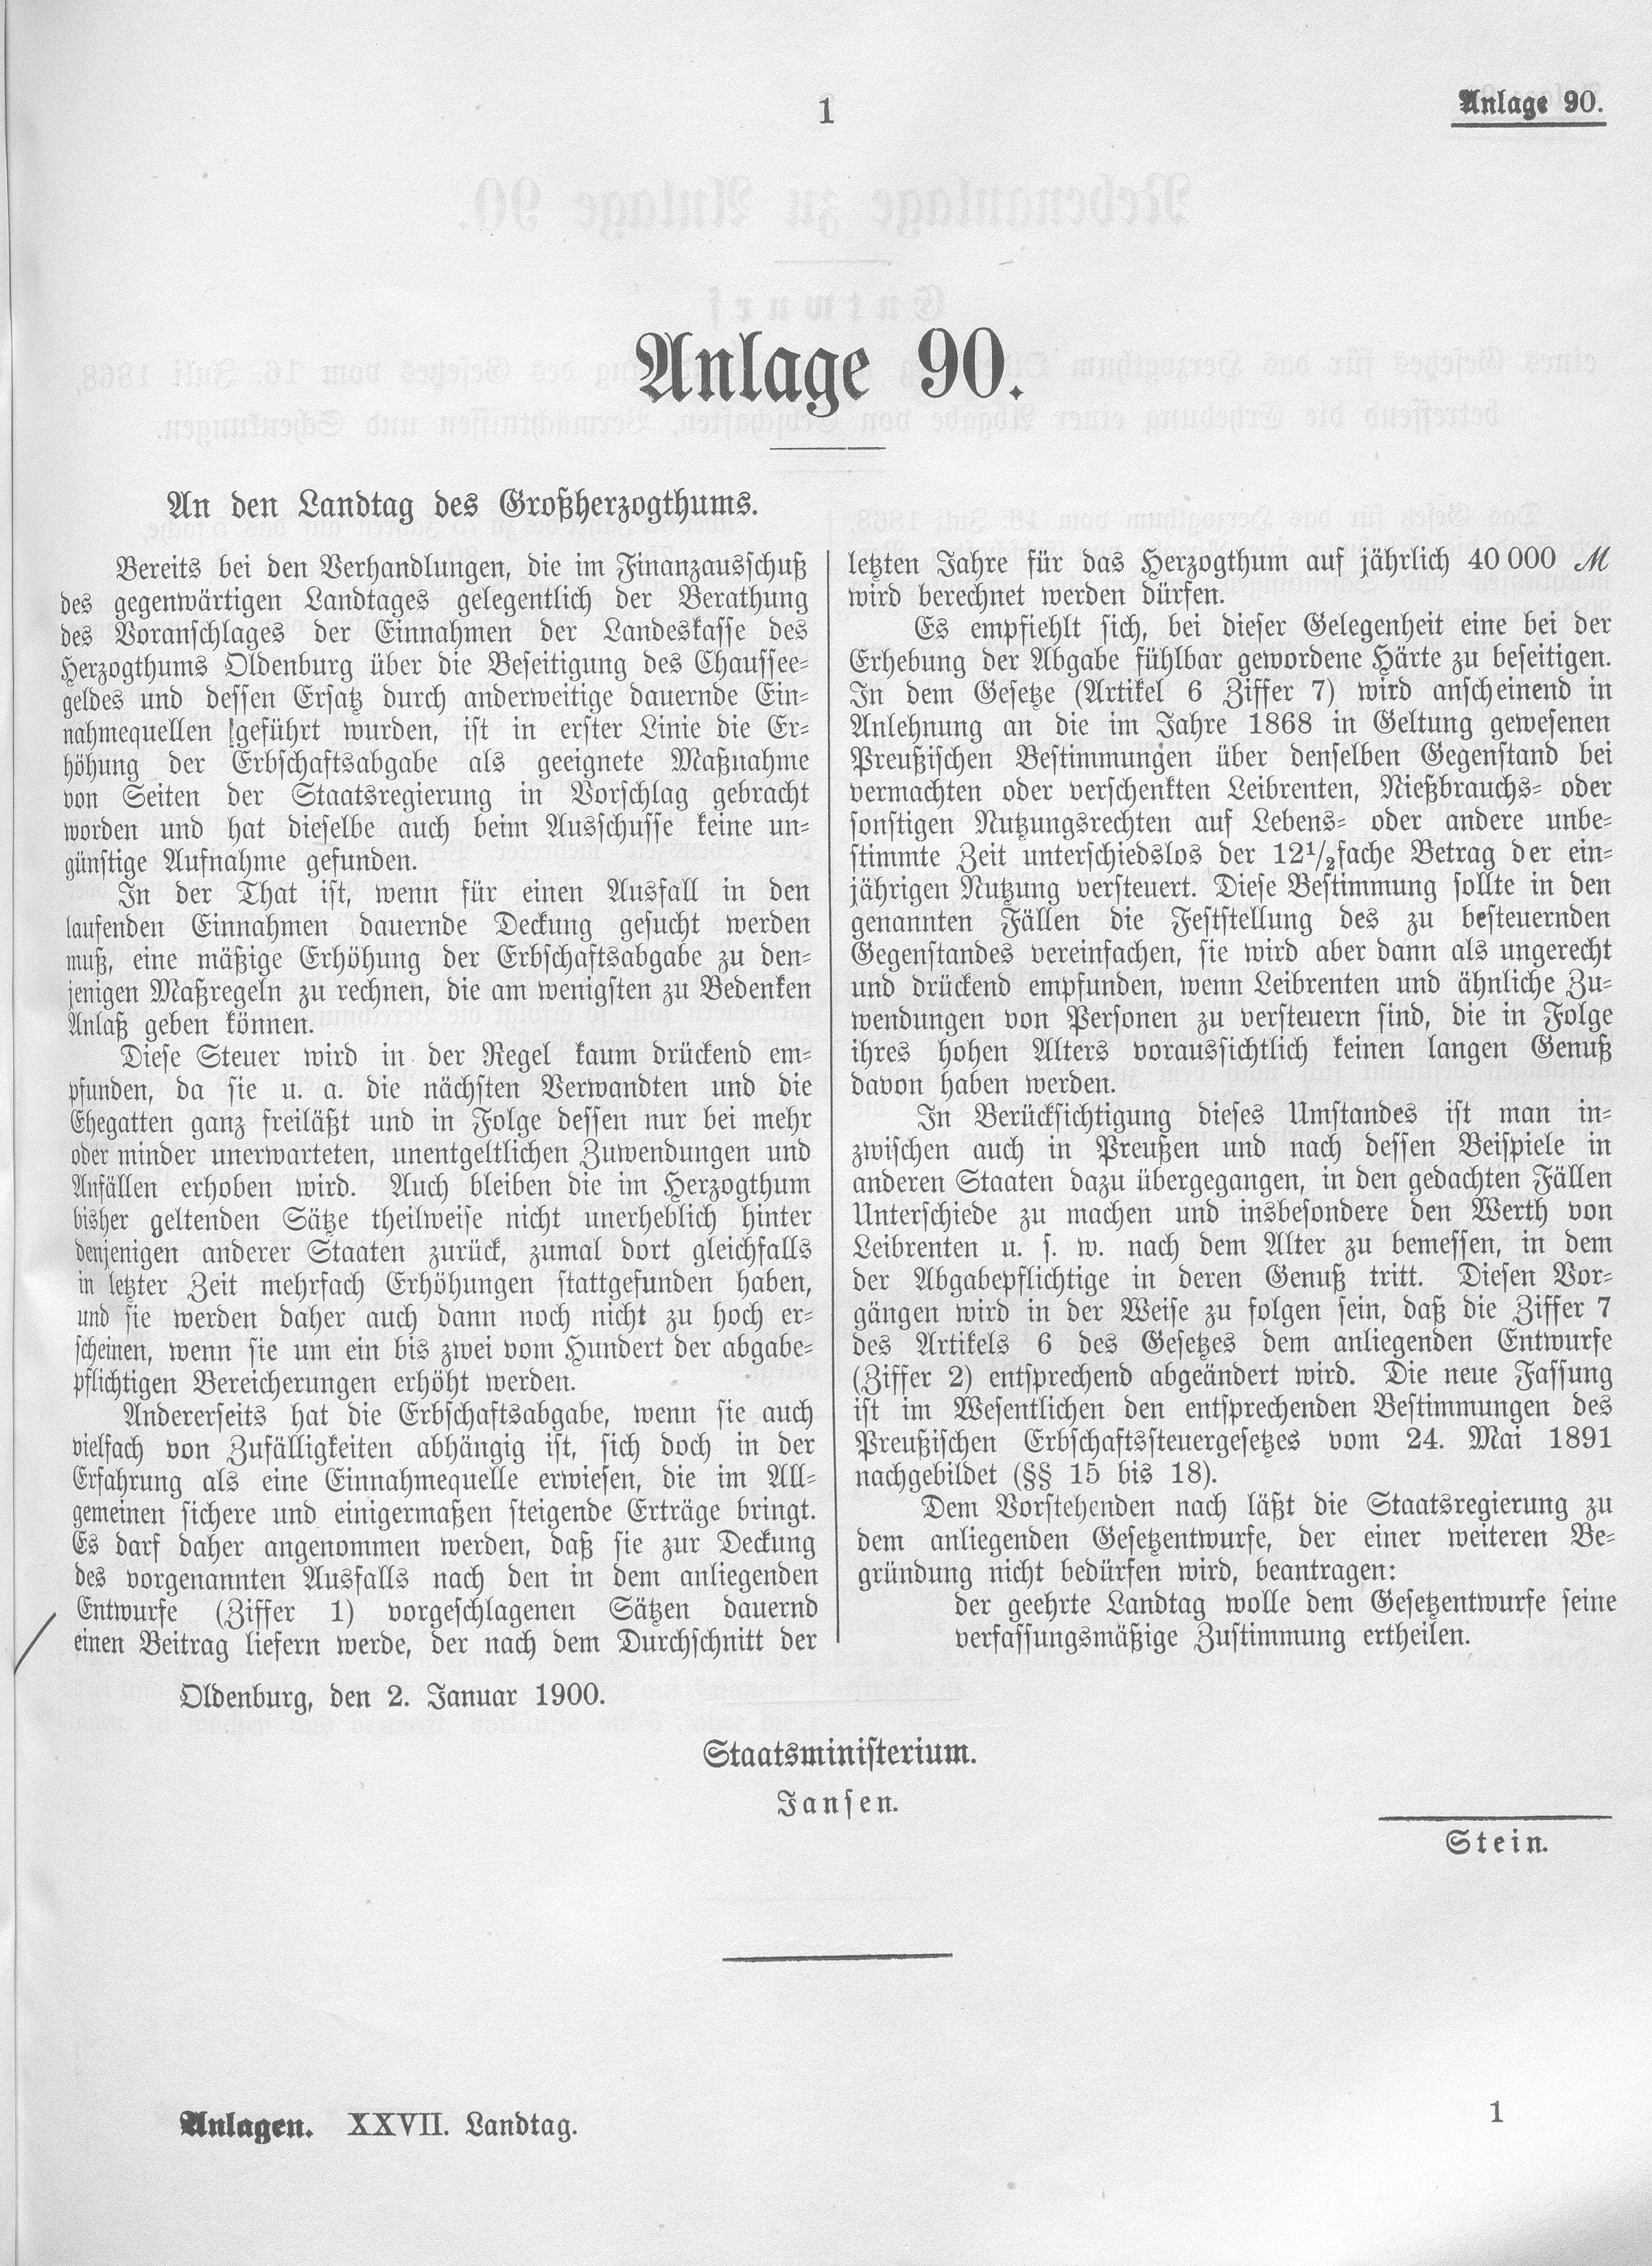 1
Anlage 90.
Anlage 90.
An den Landtag des Großherzogthums.
Bereits bei den Verhandlungen, die im Finanzausschuß
des gegenwärtigen Landtages gelegentlich der Berathung
des Voranschlages der Einnahmen der Landeskasse des
Herzogthums Oldenburg über die Beseitigung des Chaussee-
geldes und dessen Ersatz durch anderweitige dauernde Ein-
nahmequellen geführt wurden, ist in erster Linie die Er-
höhung der Erbschaftsabgabe als geeignete Maßnahme
von Seiten der Staatsregierung in Vorschlag gebracht
worden und hat dieselbe auch beim Ausschusse keine un-
günstige Aufnahme gefunden.
In der That ist, wenn für einen Ausfall in den
laufenden Einnahmen dauernde Deckung gesucht werden
muß, eine mäßige Erhöhung der Erbschaftsabgabe zu den-
jenigen Maßregeln zu rechnen, die am wenigsten zu Bedenken
Anlaß geben können.
Diese Steuer wird in der Regel kaum drückend em-
pfunden, da sie u. a. die nächsten Verwandten und die
Ehegatten ganz freiläßt und in Folge dessen nur bei mehr
oder minder unerwarteten, unentgeltlichen Zuwendungen und
Anfällen erhoben wird. Auch bleiben die im Herzogthum
bisher geltenden Sätze theilweise nicht unerheblich hinter
denjenigen anderer Staaten zurück, zumal dort gleichfalls
in letzter Zeit mehrfach Erhöhungen stattgefunden haben,
und sie werden daher auch dann noch nicht zu hoch er-
scheinen, wenn sie um ein bis zwei vom Hundert der abgabe-
pflichtigen Bereicherungen erhöht werden.
Andererseits hat die Erbschaftsabgabe, wenn sie auch
vielfach von Zufälligkeiten abhängig ist, sich doch in der
Erfahrung als eine Einnahmequelle erwiesen, die im All-
gemeinen sichere und einigermaßen steigende Erträge bringt.
Es darf daher angenommen werden, daß sie zur Deckung
des vorgenannten Ausfalls nach den in dem anliegenden
Entwurfe (Ziffer 1) vorgeschlagenen Sätzen dauernd
einen Beitrag liefern werde, der nach dem Durchschnitt der
letzten Jahre für das Herzogthum auf jährlich 40 000 ℳ
wird berechnet werden dürfen.
Es empfiehlt sich, bei dieser Gelegenheit eine bei der
Erhebung der Abgabe fühlbar gewordene Härte zu beseitigen.
In dem Gesetze (Artikel 6 Ziffer 7) wird anscheinend in
Anlehnung an die im Jahre 1868 in Geltung gewesenen
Preußischen Bestimmungen über denselben Gegenstand bei
vermachten oder verschenkten Leibrenten, Nießbrauchs- oder
sonstigen Nutzungsrechten auf Lebens- oder andere unbe-
stimmte Zeit unterschiedslos der 12¹/₂fache Betrag der ein-
jährigen Nutzung versteuert. Diese Bestimmung sollte in den
genannten Fällen die Feststellung des zu besteuernden
Gegenstandes vereinfachen, sie wird aber dann als ungerecht
und drückend empfunden, wenn Leibrenten und ähnliche Zu-
wendungen von Personen zu versteuern sind, die in Folge
ihres hohen Alters voraussichtlich keinen langen Genuß
davon haben werden.
In Berücksichtigung dieses Umstandes ist man in-
zwischen auch in Preußen und nach dessen Beispiele in
anderen Staaten dazu übergegangen, in den gedachten Fällen
Unterschiede zu machen und insbesondere den Werth von
Leibrenten u. s. w. nach dem Alter zu bemessen, in dem
der Abgabepflichtige in deren Genuß tritt. Diesen Vor-
gängen wird in der Weise zu folgen sein, daß die Ziffer 7
des Artikels 6 des Gesetzes dem anliegenden Entwurfe
(Ziffer 2) entsprechend abgeändert wird. Die neue Fassung
ist im Wesentlichen den entsprechenden Bestimmungen des
Preußischen Erbschaftssteuergesetzes vom 24. Mai 1891
nachgebildet (§§ 15 bis 18).
Dem Vorstehenden nach läßt die Staatsregierung zu
dem anliegenden Gesetzentwurfe, der einer weiteren Be-
gründung nicht bedürfen wird, beantragen:
der geehrte Landtag wolle dem Gesetzentwurfe seine
verfassungsmäßige Zustimmung ertheilen.
Oldenburg, den 2. Januar 1900.
Staatsministerium.
Jansen.
Stein.
Anlagen. XXVII. Landtag.
1